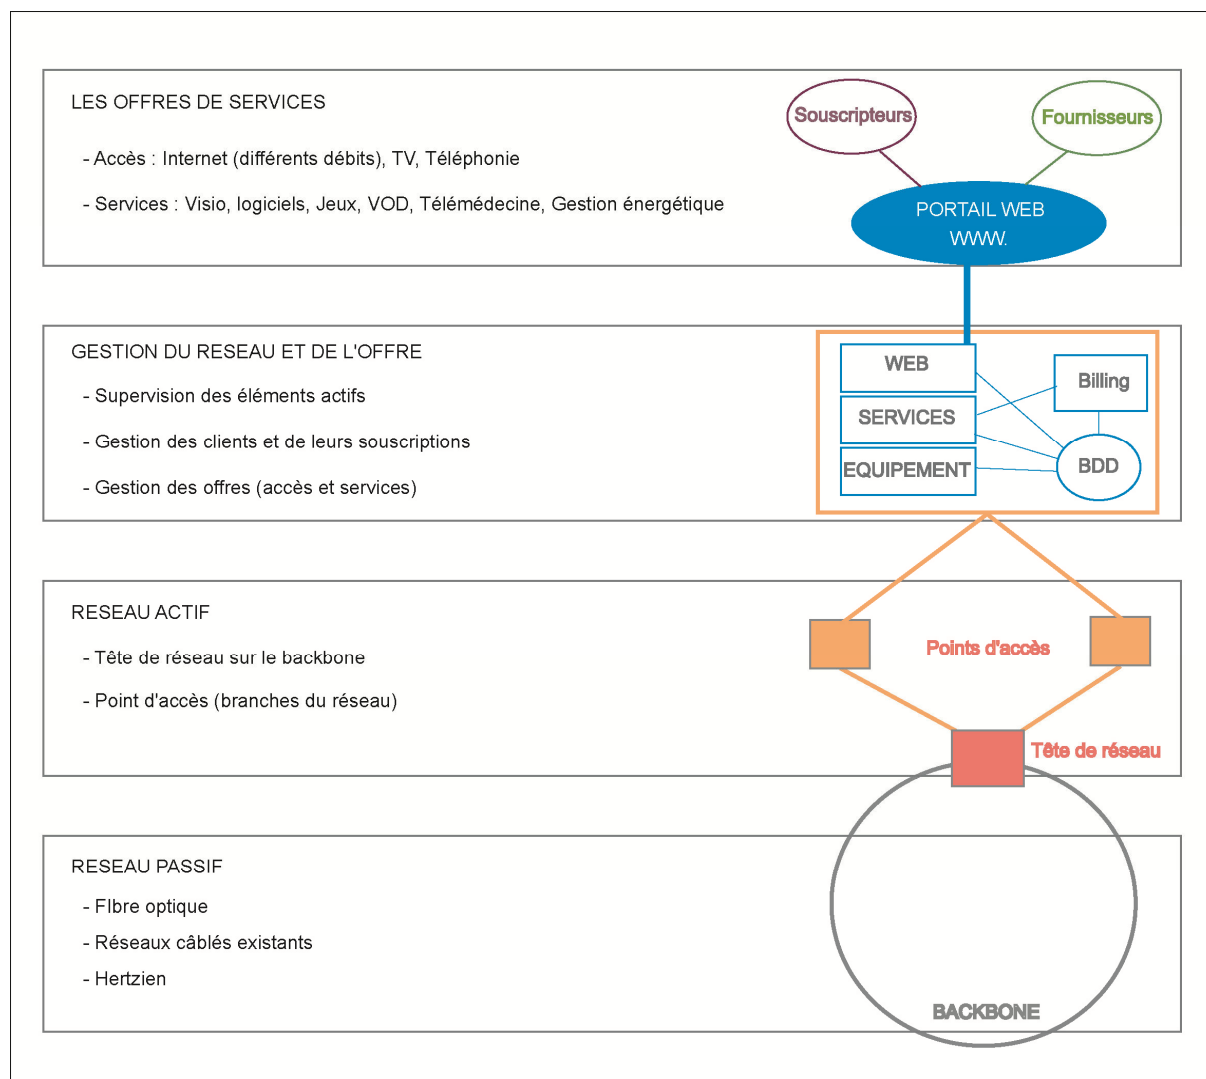 LES OFFRES DE SERVICES
- Accès : Internet (différents débits), TV, Téléphonie
- Services : Visio, logiciels, Jeux, VOD, Télémédecine, Gestion énergétique
Souscripteurs
Fournisseurs
PORTAIL WEB
WWW.
GESTION DU RESEAU ET DE L'OFFRE
- Supervision des éléments actifs
- Gestion des clients et de leurs souscriptions
- Gestion des offres (accès et services)
WEB
SERVICES
EQUIPEMENT
Billing
BDD
RESEAU ACTIF
- Tête de réseau sur le backbone
- Point d'accès (branches du réseau)
Points d'accès
Tête de réseau
RESEAU PASSIF
- FIbre optique
- Réseaux câblés existants
- Hertzien
BACKBONE